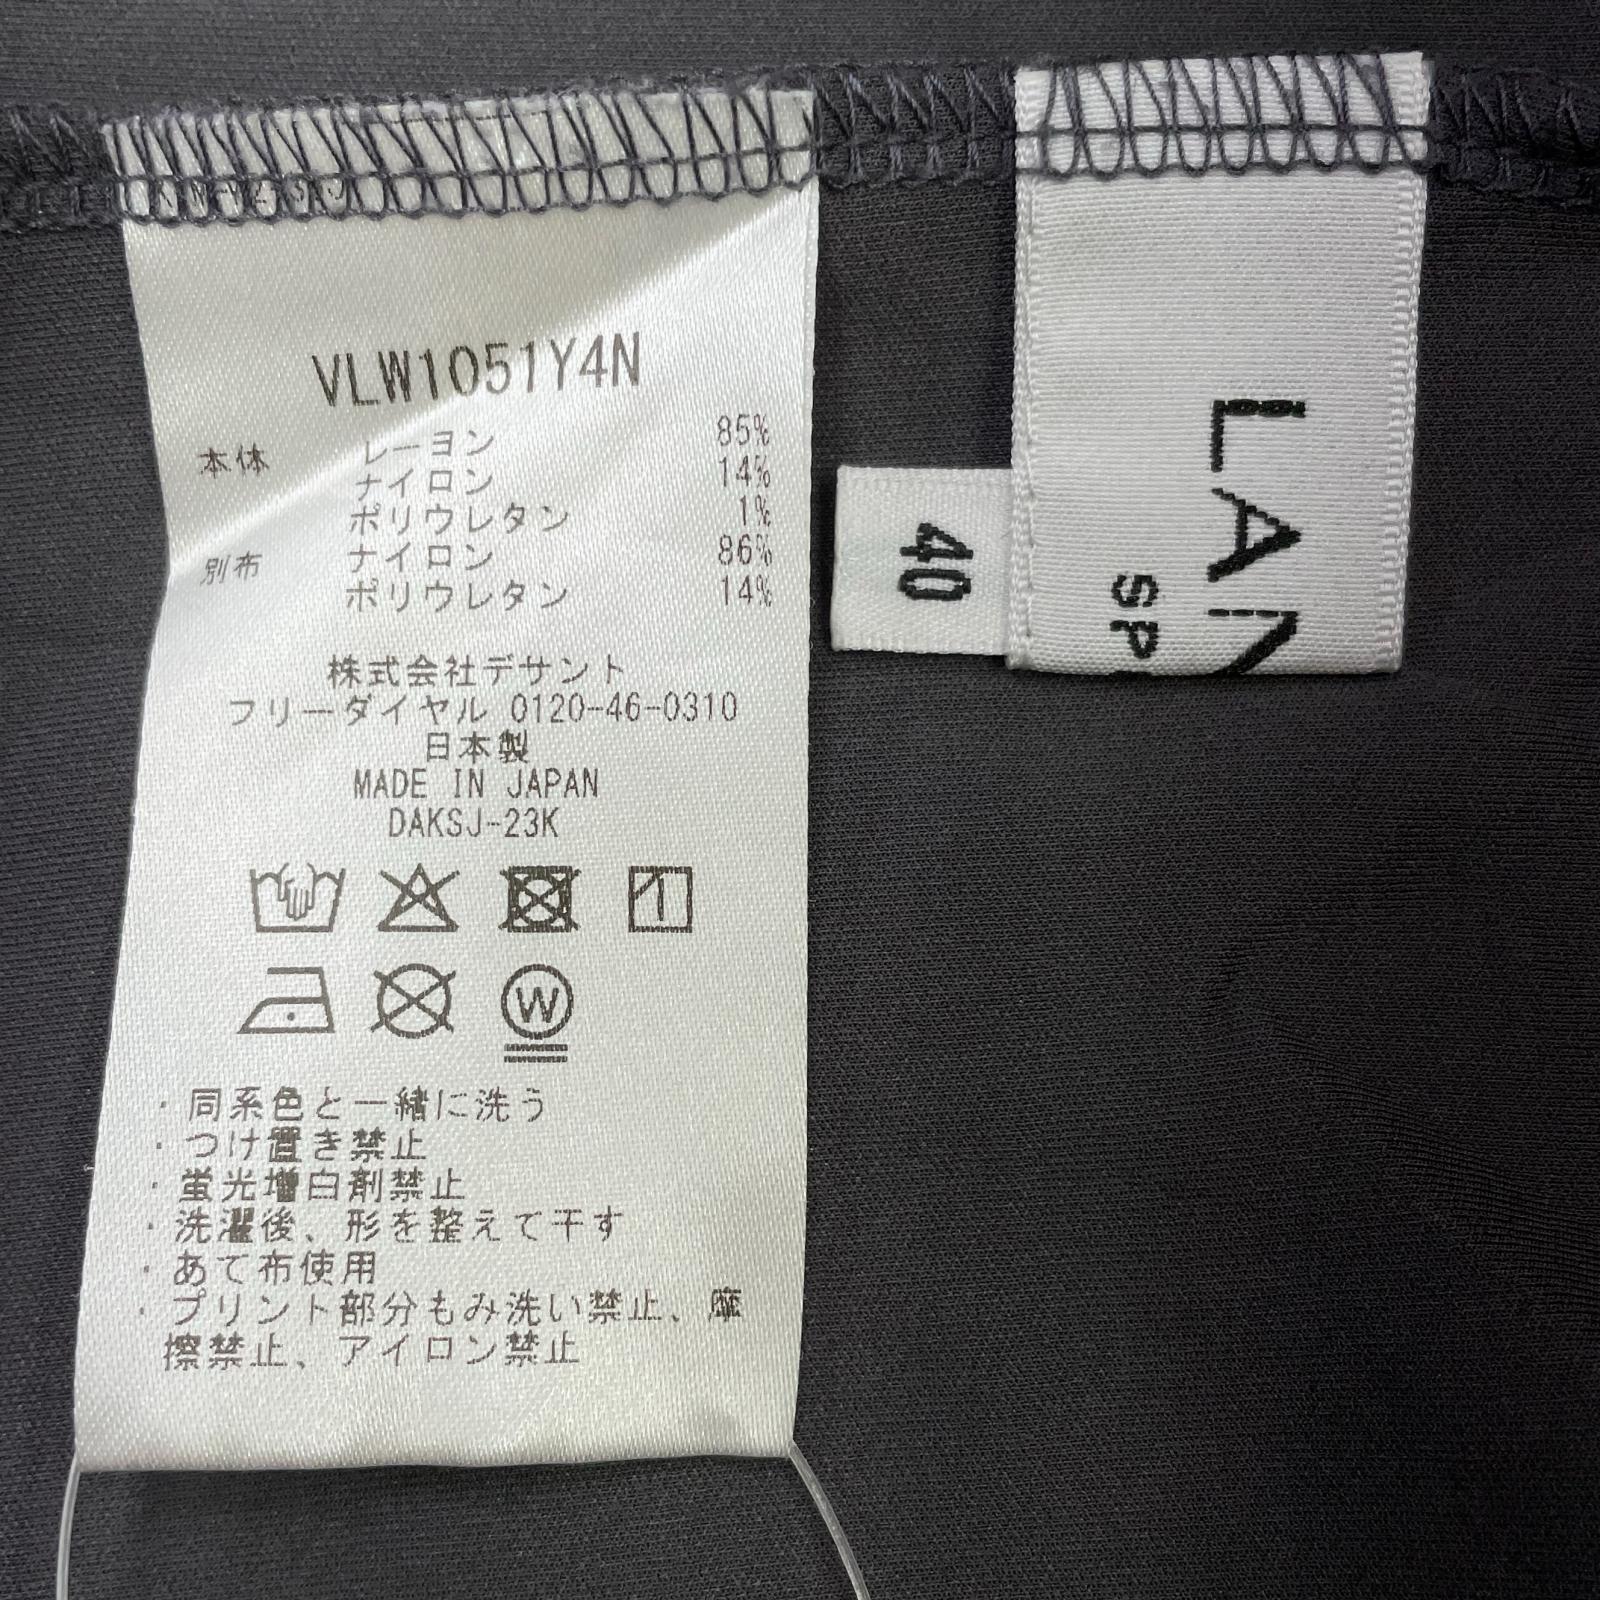 VLW1051Y4N
本体 レーヨン 85%
ナイロン 14%
ポリウレタン 1%
別布 ナイロン 86%
ポリウレタン 14%
株式会社デサント
フリーダイヤル 0120-46-0310
日本製
MADE IN JAPAN
DAKSJ-23K
W
・同系色と一緒に洗う
・つけ置き禁止
・蛍光増白剤禁止
・洗濯後、形を整えて干す
・あて布使用
・プリント部分もみ洗い禁止、摩
擦禁止、アイロン禁止
40
LAN
SP